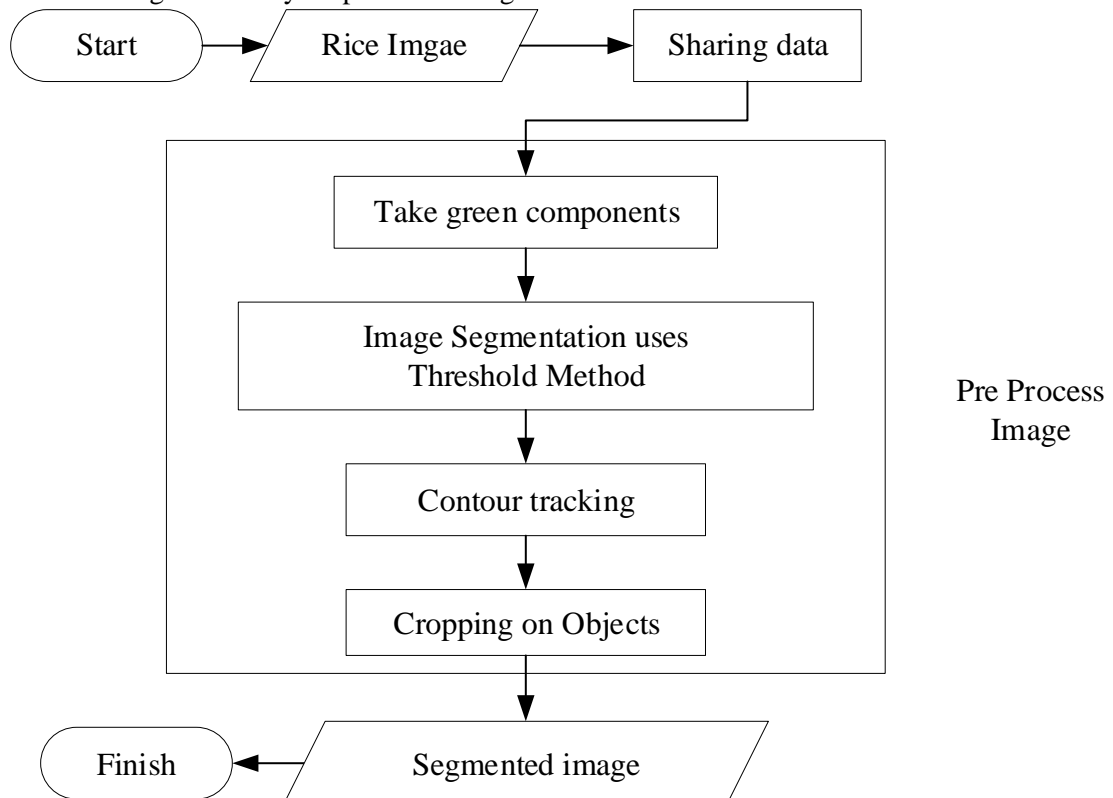 Start
Rice Imgae
Sharing data
Take green components
Image Segmentation uses
Threshold Method
Contour tracking
Pre Process
Image
Cropping on Objects
Segmented image
Finish